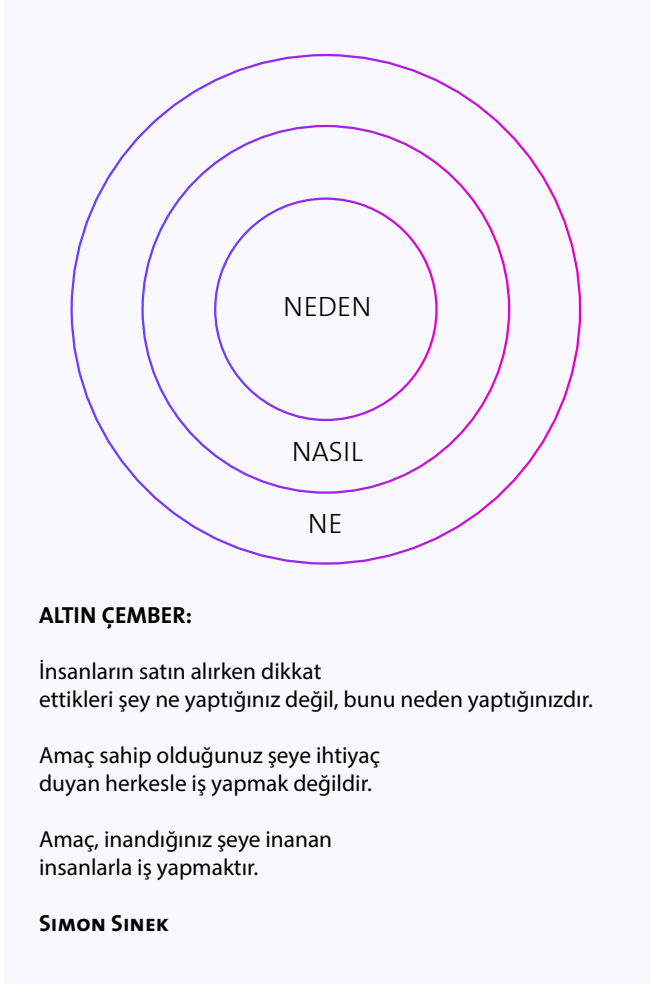 NEDEN
NASIL
NE
ALTIN ÇEMBER:
İnsanların satın alırken dikkat
ettikleri şey ne yaptığınız değil, bunu neden yaptığınızdır.
Amaç sahip olduğunuz şeye ihtiyaç
duyan herkesle iş yapmak değildir.
Amaç, inandığınız şeye inanan
insanlarla iş yapmaktır.
Simon Sinek